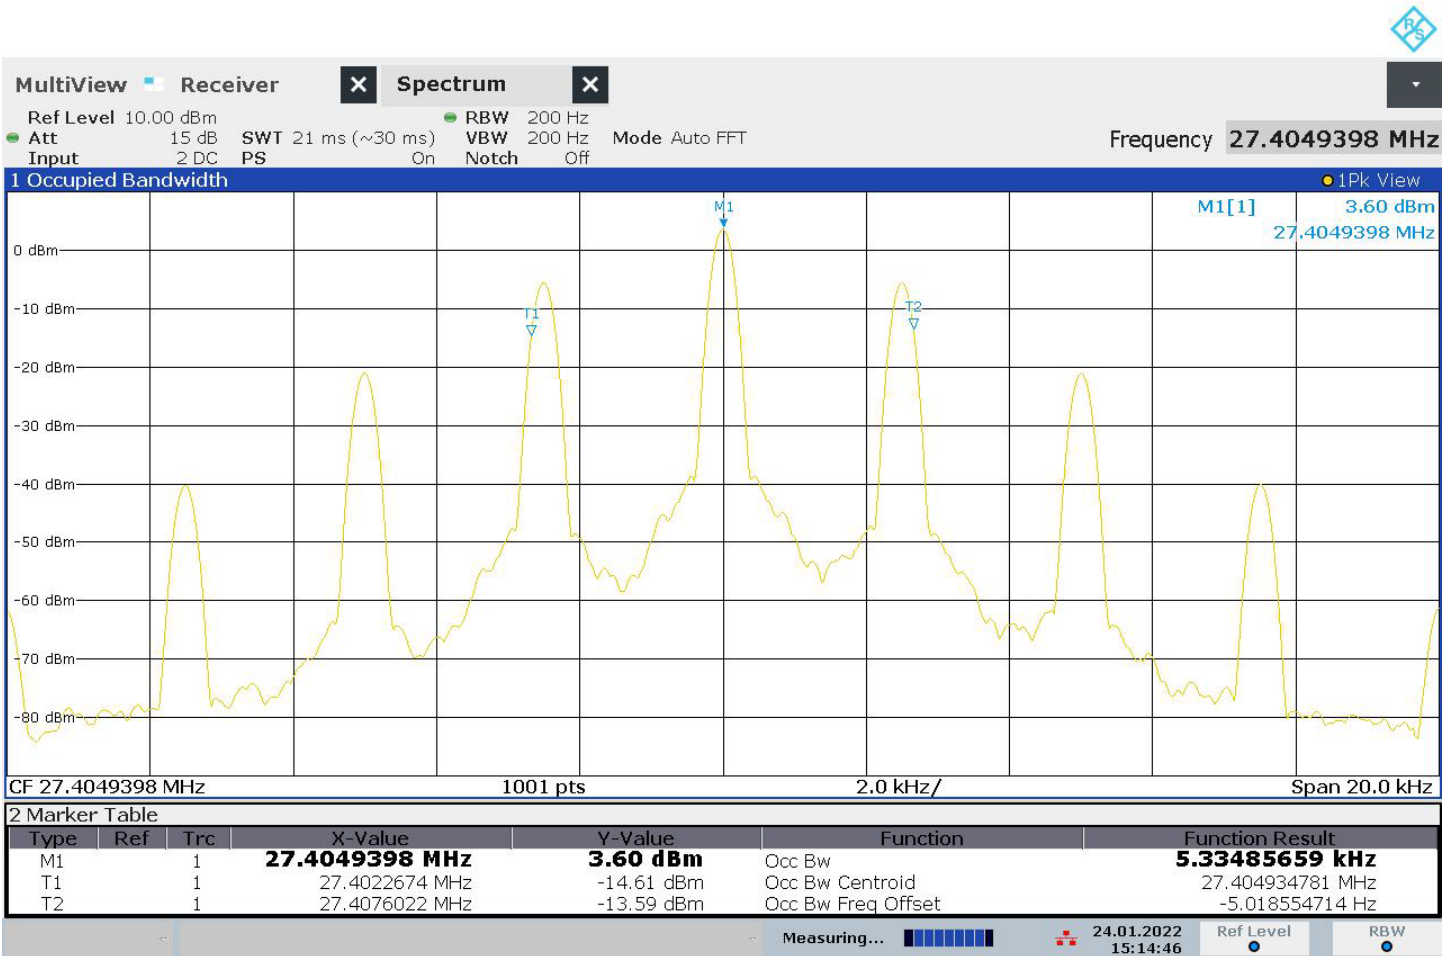 R/S
MultiView Receiver X Spectrum X
Ref Level 10.00 dBm RBW 200 Hz
Att 15 dB SWT 21 ms (~30 ms) VBW 200 Hz Mode Auto FFT Frequency 27.4049398 MHz
Input 2 DC PS On Notch Off
1 Occupied Bandwidth 1Pk View
M1 M1[1] 3.60 dBm
27.4049398 MHz
0 dBm
-10 dBm T1 T2
-20 dBm
-30 dBm
-40 dBm
-50 dBm
-60 dBm
-70 dBm
-80 dBm
CF 27.4049398 MHz 1001 pts 2.0 kHz/ Span 20.0 kHz
2 Marker Table
Type Ref Trc X-Value Y-Value Function Function Result
M1 1 27.4049398 MHz 3.60 dBm Occ Bw 5.33485659 kHz
T1 1 27.4022674 MHz -14.61 dBm Occ Bw Centroid 27.404934781 MHz
T2 1 27.4076022 MHz -13.59 dBm Occ Bw Freq Offset -5.018554714 Hz
Measuring... 24.01.2022 Ref Level RBW
15:14:46